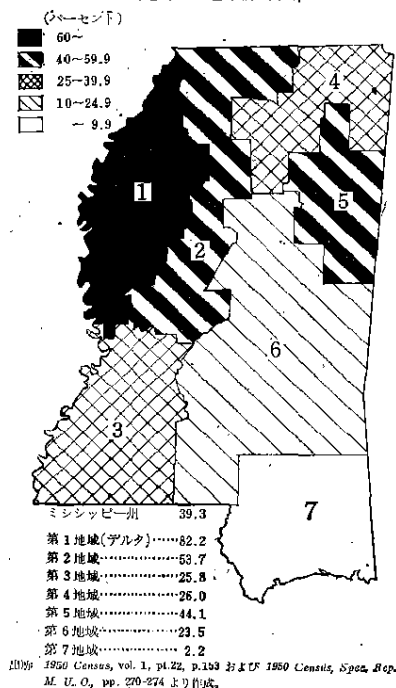 (パーセント)
60〜
40〜59.9
25〜39.9
10〜24.9
〜 9.9
4
1
5
2
6
3
7
ミシシッピー州 39.3
第1地域(デルタ)……82.2
第2地域……………53.7
第3地域……………25.8
第4地域……………26.0
第5地域……………44.1
第6地域……………23.5
第7地域……………2.2
1950 Census, vol. 1, pt.22, p.153 および 1950 Census, Spec. Rep.
M. U. O., pp. 270-274 より作成。